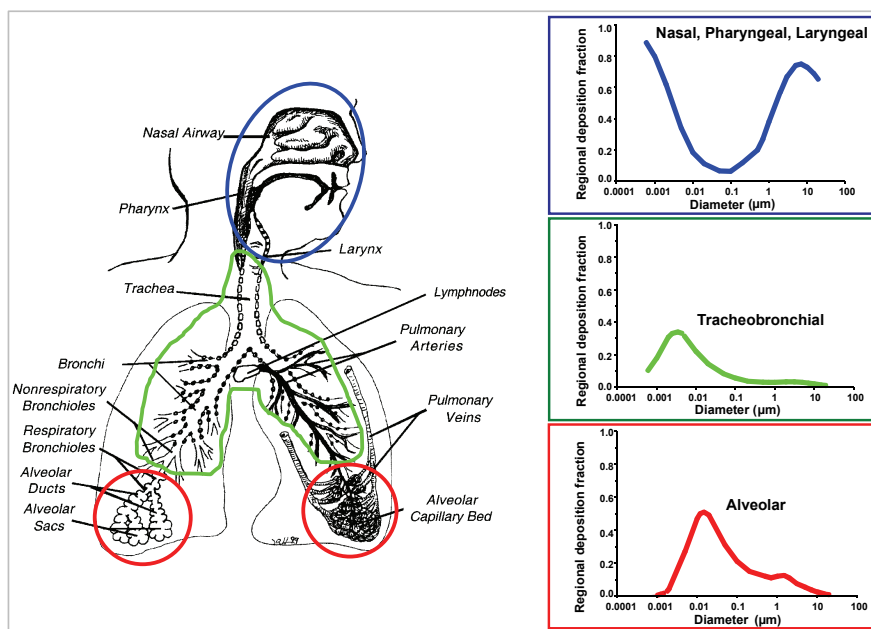 Nasal Airway
Pharynx
Larynx
Trachea
Lymphnodes
Pulmonary
Arteries
Bronchi
Nonrespiratory
Bronchioles
Pulmonary
Veins
Respiratory
Bronchioles
Alveolar
Ducts
Alveolar
Sacs
Alveolar
Capillary Bed
Nasal, Pharyngeal, Laryngeal
Regional deposition fraction
1.0
0.8
0.6
0.4
0.2
0.0
0.0001 0.001 0.01 0.1 1 10 100
Diameter (µm)
Tracheobronchial
Regional deposition fraction
1.0
0.8
0.6
0.4
0.2
0.0
0.0001 0.001 0.01 0.1 1 10 100
Diameter (µm)
Alveolar
Regional deposition fraction
1.0
0.8
0.6
0.4
0.2
0.0
0.0001 0.001 0.01 0.1 1 10 100
Diameter (µm)